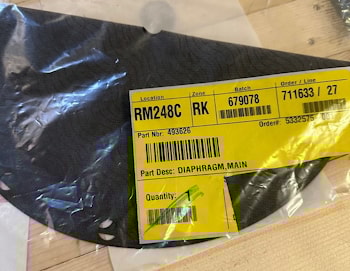 Location Zone Batch Order / Line
RM248C RK 679078 711633 / 27
Part Nbr: 493626 Order# 5332575
Part Desc: DIAPHRAGM,MAIN
Quantity: 1